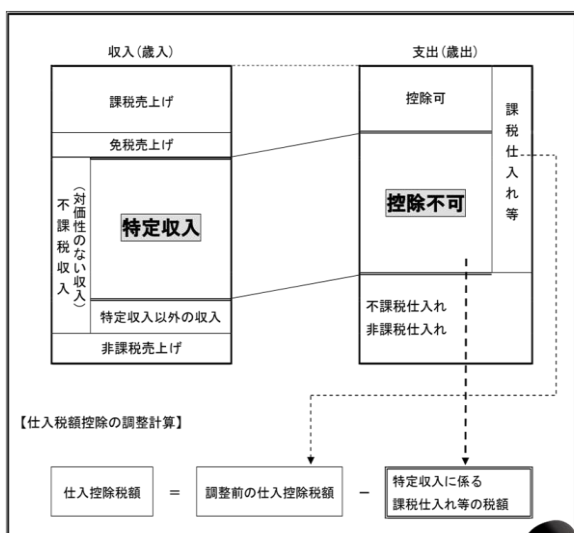 収入(歳入)
支出(歳出)
課税売上げ
免税売上げ
不課税収入
(対価性のない収入)
特定収入
特定収入以外の収入
非課税売上げ
控除可
控除不可
課税仕入れ等
不課税仕入れ
非課税仕入れ
【仕入税額控除の調整計算】
仕入控除税額 = 調整前の仕入控除税額 − 特定収入に係る
課税仕入れ等の税額